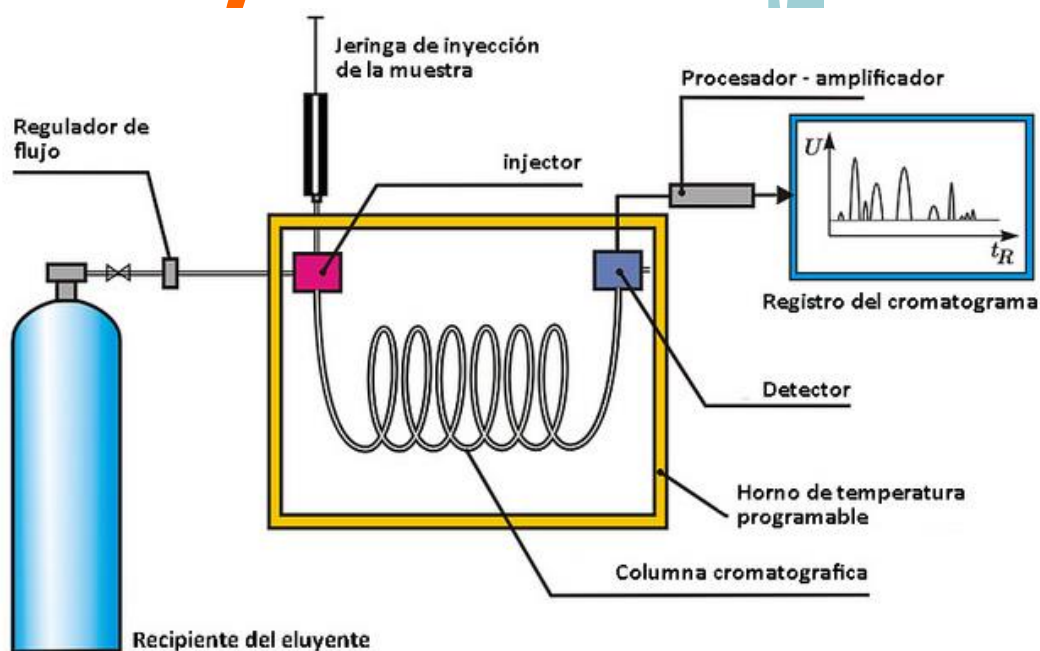 Jeringa de inyección
de la muestra
Procesador - amplificador
Regulador de
flujo
injector
U
tR
Registro del cromatograma
Detector
Horno de temperatura
programable
Columna cromatografica
Recipiente del eluyente